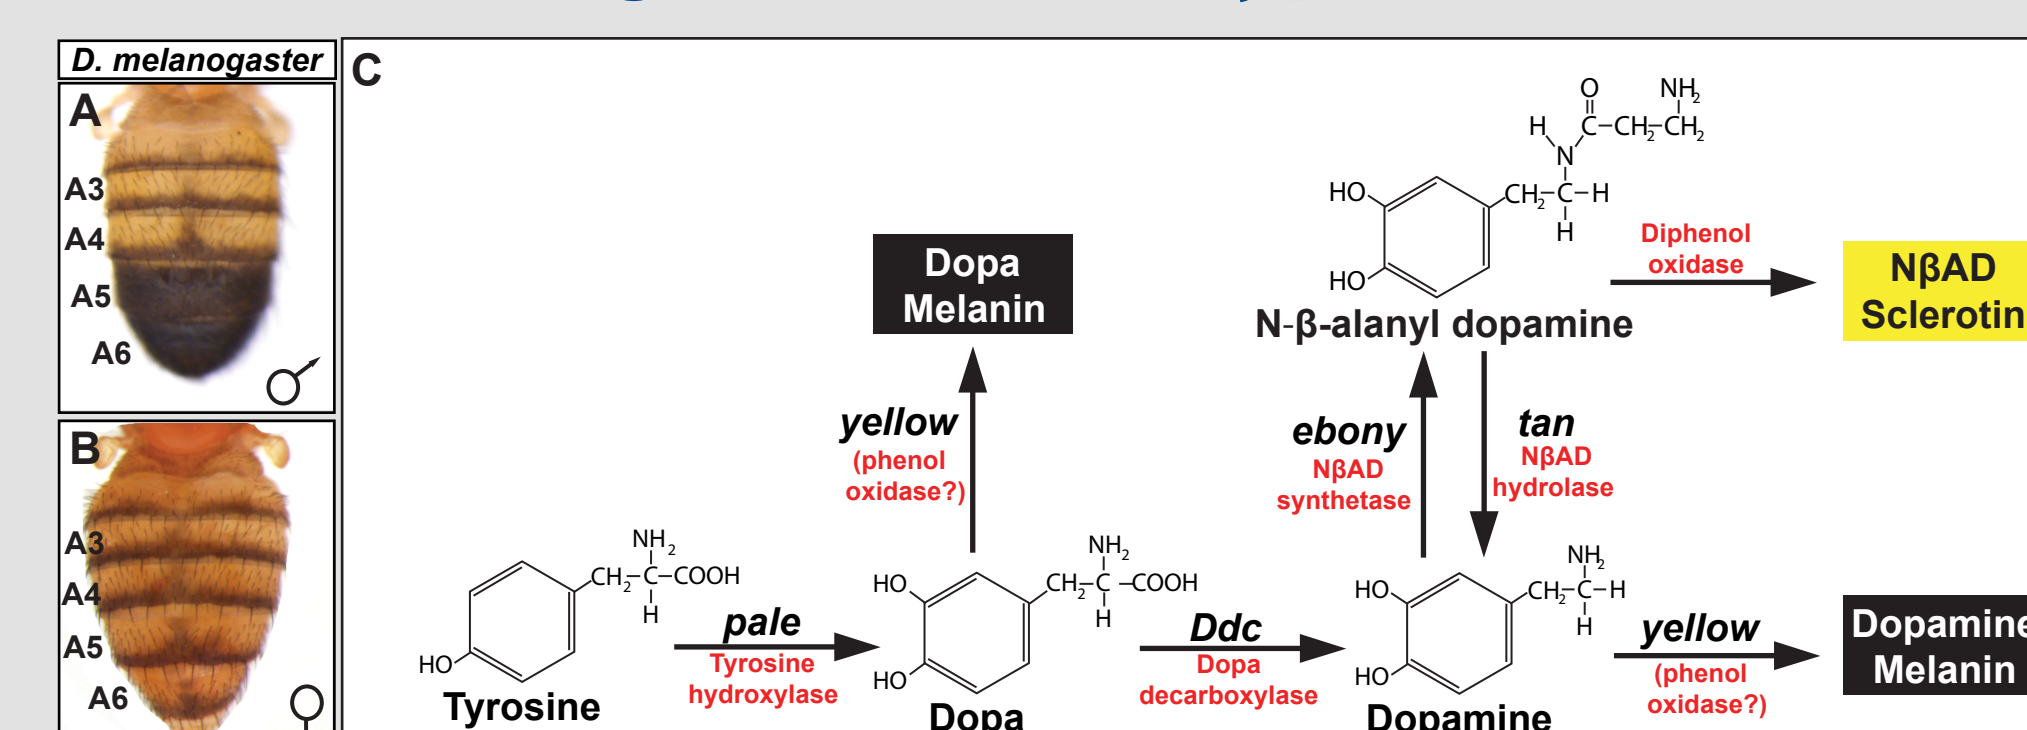 D. melanogaster
A
A3
A4
A5
A6
B
A3
A4
A5
A6
C
O
NH2
H
C-CH2-CH2
N
HO
CH2-C-H
H
HO
N-β-alanyl dopamine
Diphenol
oxidase
NβAD
Sclerotin
Dopa
Melanin
yellow
(phenol
oxidase?)
ebony
NβAD
synthetase
tan
NβAD
hydrolase
NH2
CH2-C-COOH
H
HO
Tyrosine
pale
Tyrosine
hydroxylase
NH2
HO
CH2-C-COOH
H
HO
Dopa
Ddc
Dopa
decarboxylase
NH2
HO
CH2-C-H
H
HO
Dopamine
yellow
(phenol
oxidase?)
Dopamine
Melanin